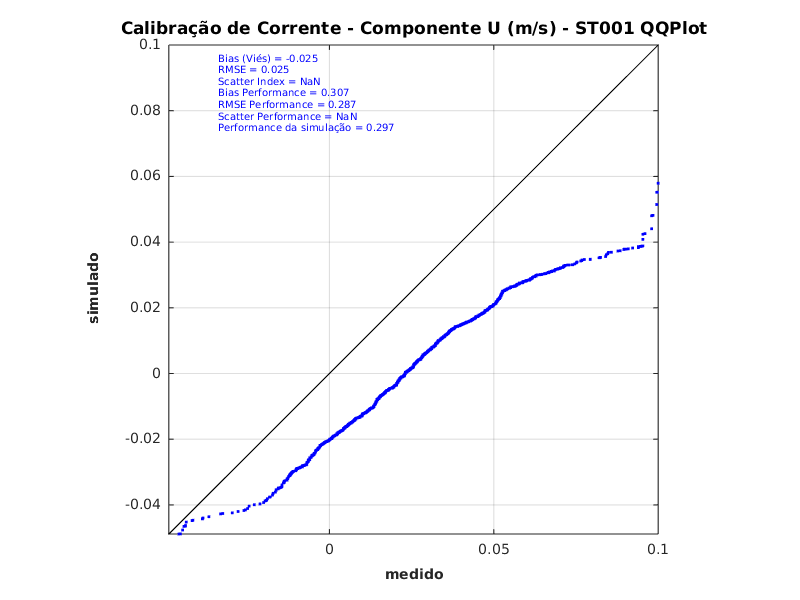 Calibração de Corrente - Componente U (m/s) - ST001 QQPlot
Bias (Viés) = -0.025
RMSE = 0.025
Scatter Index = NaN
Bias Performance = 0.307
RMSE Performance = 0.287
Scatter Performance = NaN
Performance da simulação = 0.297
0.1
0.08
0.06
0.04
0.02
0
-0.02
-0.04
simulado
0
0.05
0.1
medido